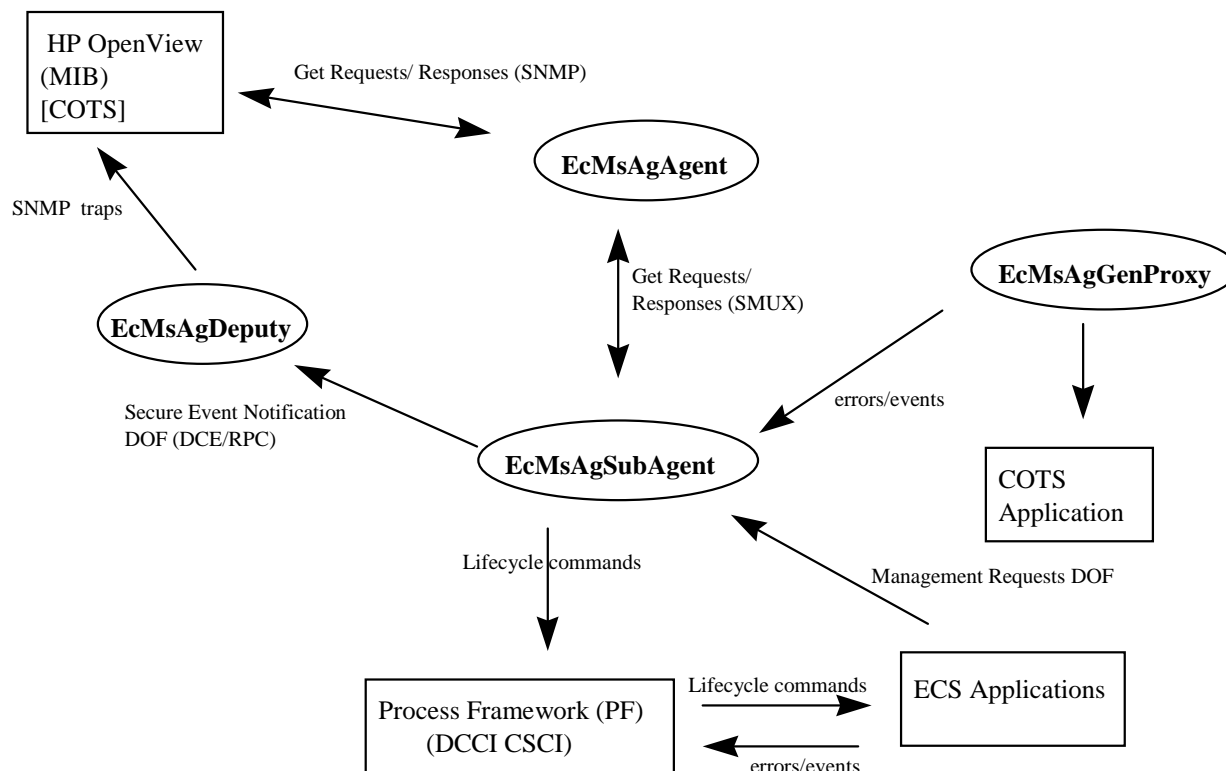 HP OpenView
(MIB)
[COTS]
Get Requests/ Responses (SNMP)
EcMsAgAgent
SNMP traps
EcMsAgGenProxy
Get Requests/
Responses (SMUX)
EcMsAgDeputy
errors/events
Secure Event Notification
DOF (DCE/RPC)
EcMsAgSubAgent
COTS
Application
Lifecycle commands
Management Requests DOF
Process Framework (PF)
(DCCI CSCI)
Lifecycle commands
ECS Applications
errors/events